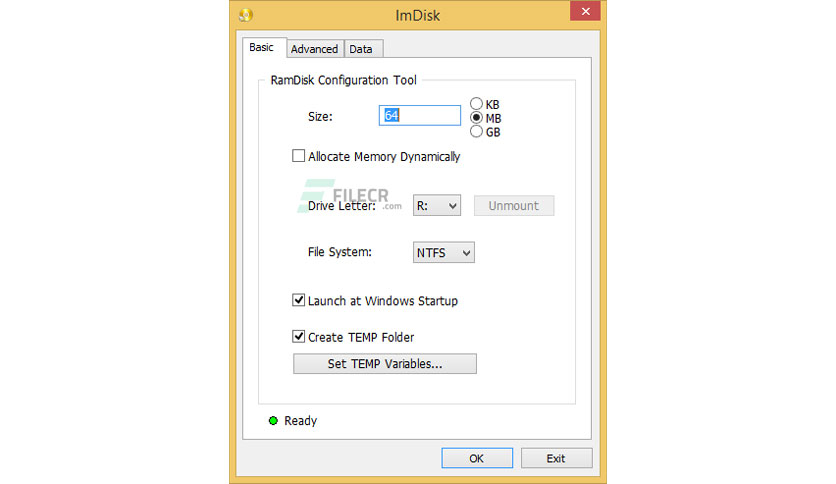 ImDisk
Basic Advanced Data
RamDisk Configuration Tool
Size: 64
KB
MB
GB
Allocate Memory Dynamically
FILECR
.com
Drive Letter: R: Unmount
File System: NTFS
Launch at Windows Startup
Create TEMP Folder
Set TEMP Variables...
Ready
OK Exit